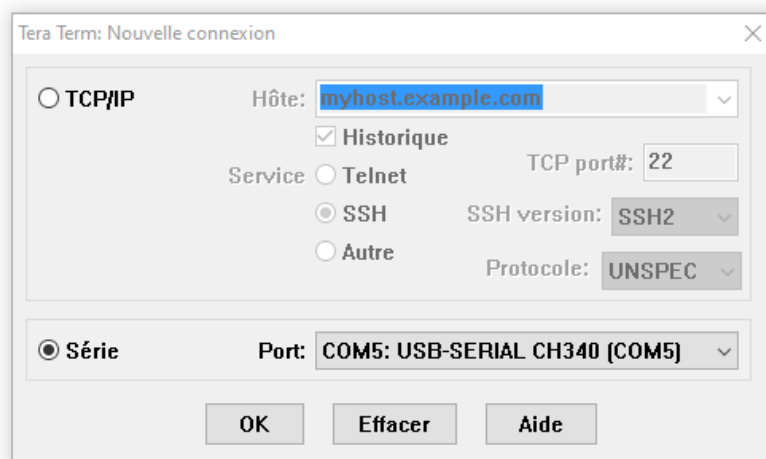 Tera Term: Nouvelle connexion
TCP/IP Hôte: myhost.example.com
Historique
Service Telnet TCP port#: 22
SSH SSH version: SSH2
Autre Protocole: UNSPEC
Série Port: COM5: USB-SERIAL CH340 (COM5)
OK Effacer Aide